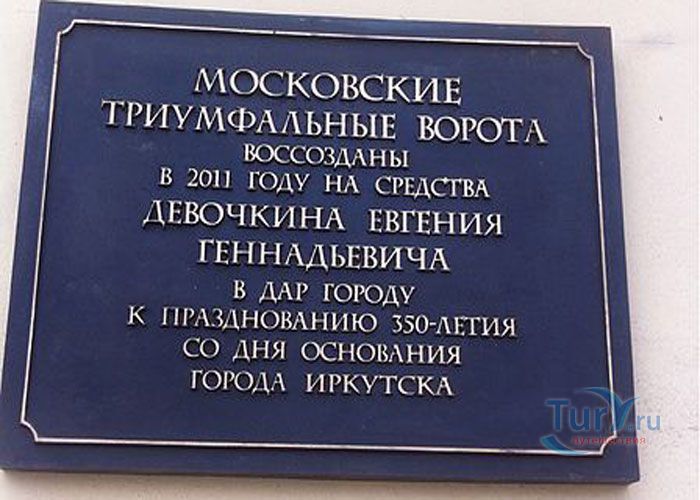 МОСКОВСКИЕ
ТРИУМФАЛЬНЫЕ ВОРОТА
ВОССОЗДАНЫ
В 2011 ГОДУ НА СРЕДСТВА
ДЕВОЧКИНА ЕВГЕНИЯ
ГЕННАДЬЕВИЧА
В ДАР ГОРОДУ
К ПРАЗДНОВАНИЮ 350-ЛЕТИЯ
СО ДНЯ ОСНОВАНИЯ
ГОРОДА ИРКУТСКА
TurY.ru
путешествия